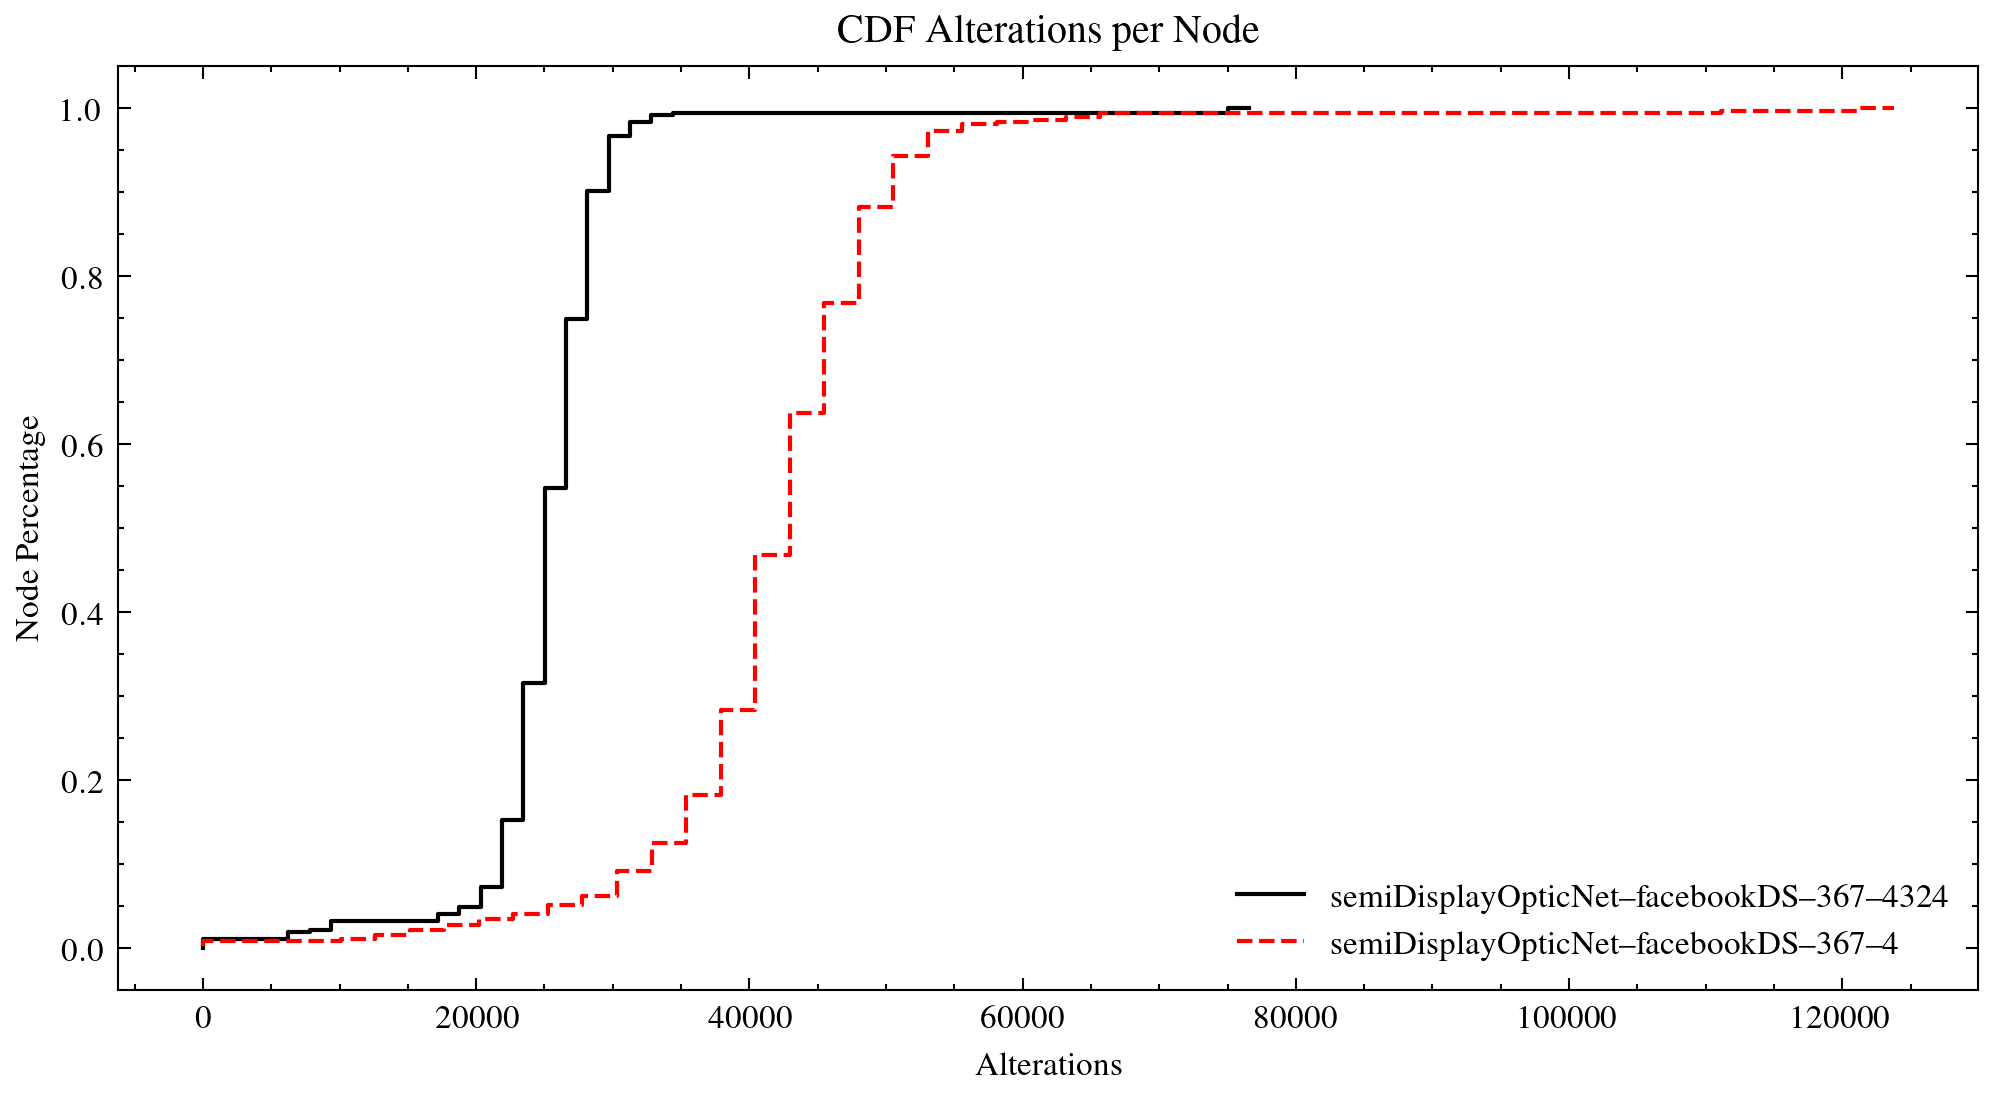 CDF Alterations per Node
1.0
0.8
0.6
0.4
0.2
0.0
Node Percentage
semiDisplayOpticNet–facebookDS–367–4324
semiDisplayOpticNet–facebookDS–367–4
0 20000 40000 60000 80000 100000 120000
Alterations